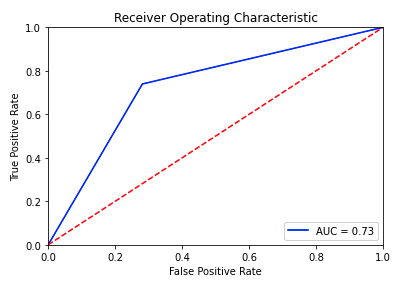 Receiver Operating Characteristic
True Positive Rate
1.0
0.8
0.6
0.4
0.2
0.0
AUC = 0.73
0.0 0.2 0.4 0.6 0.8 1.0
False Positive Rate